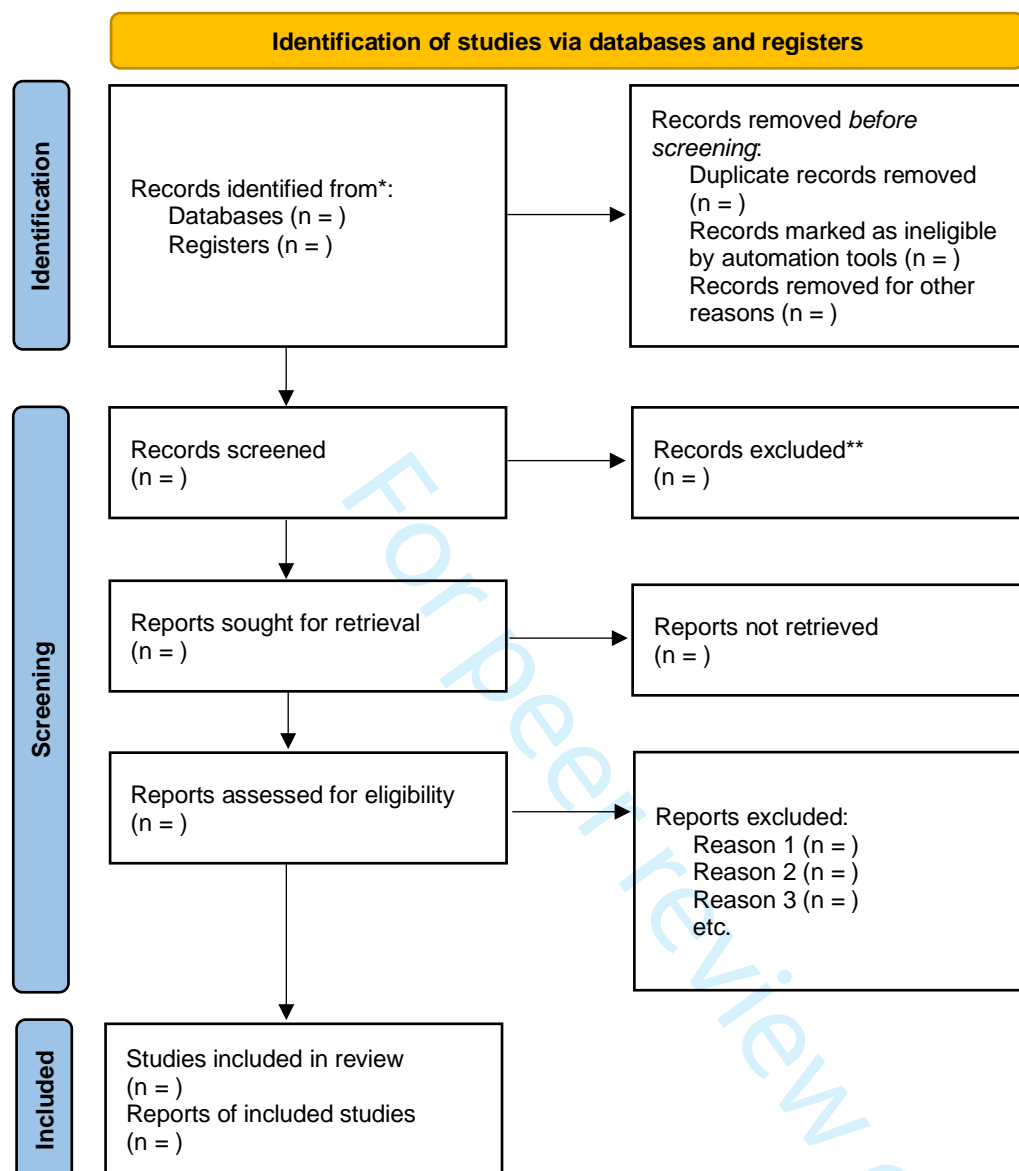 Identification of studies via databases and registers
Identification
Records identified from*:
Databases (n = )
Registers (n = )
Records removed before
screening:
Duplicate records removed
(n = )
Records marked as ineligible
by automation tools (n = )
Records removed for other
reasons (n = )
Screening
Records screened
(n = )
Records excluded**
(n = )
Reports sought for retrieval
(n = )
Reports not retrieved
(n = )
Reports assessed for eligibility
(n = )
Reports excluded:
Reason 1 (n = )
Reason 2 (n = )
Reason 3 (n = )
etc.
Included
Studies included in review
(n = )
Reports of included studies
(n = )
For peer review